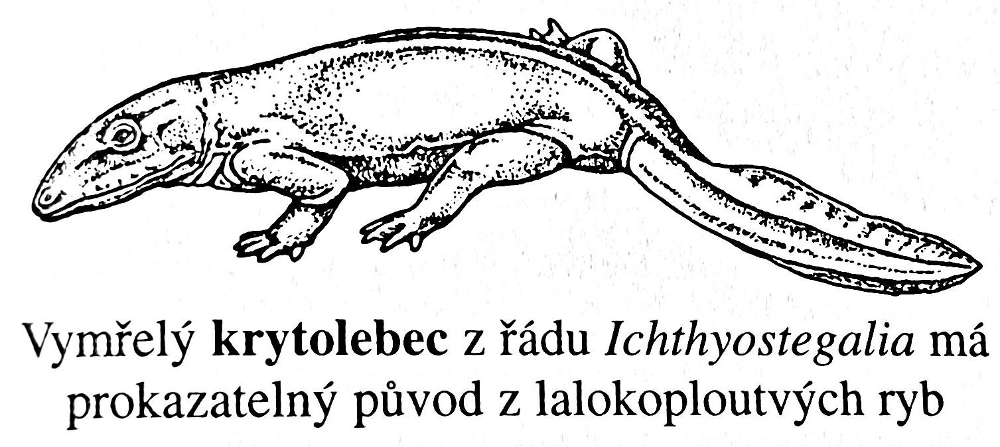 Vymřelý krytolebec z řádu Ichthyostegalia má
prokazatelný původ z lalokoploutvých ryb